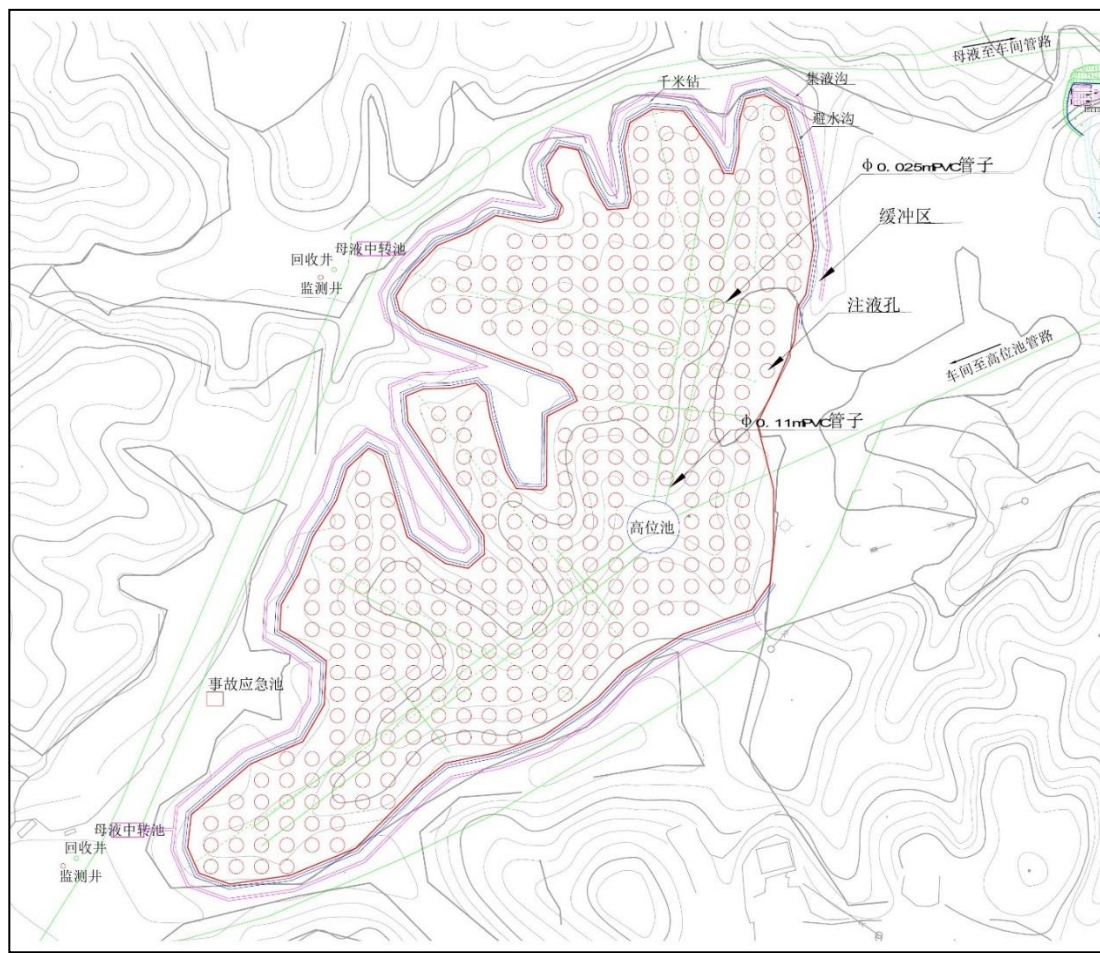 母液至车间管路
千米钻
集液沟
避水沟
φ0.025mPVC管子
缓冲区
母液中转池
回收井
监测井
注液孔
车间至高位池管路
φ0.11mPVC管子
高位池
事故应急池
母液中转池
回收井
监测井